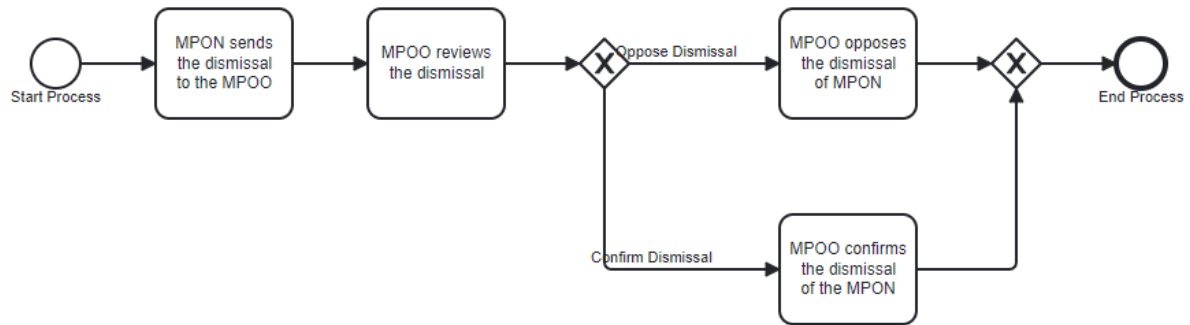 Start Process
MPON sends
the dismissal
to the MPOO
MPOO reviews
the dismissal
X
Oppose Dismissal
MPOO opposes
the dismissal
of MPON
X
End Process
Confirm Dismissal
MPOO confirms
the dismissal
of the MPON